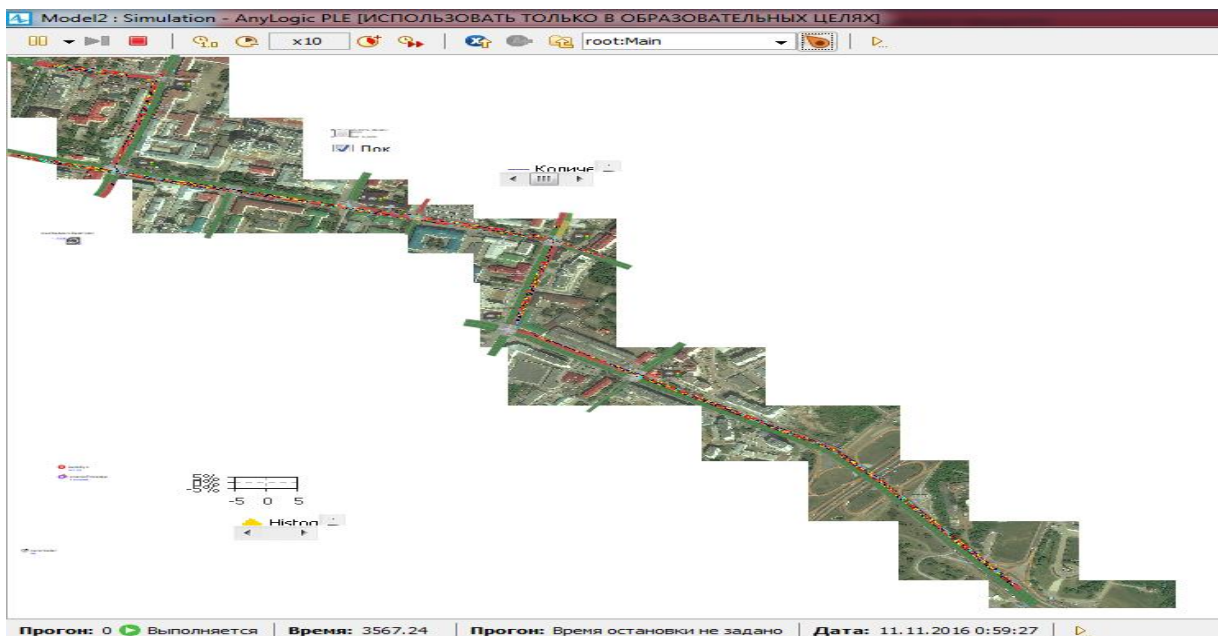 Model2 : Simulation - AnyLogic PLE [ИСПОЛЬЗОВАТЬ ТОЛЬКО В ОБРАЗОВАТЕЛЬНЫХ ЦЕЛЯХ]
x10 root:Main
Пок
Количе
5%
-5%
-5 0 5
Histog
Прогон: 0 Выполняется Время: 3567.24 Прогон: Время остановки не задано Дата: 11.11.2016 0:59:27